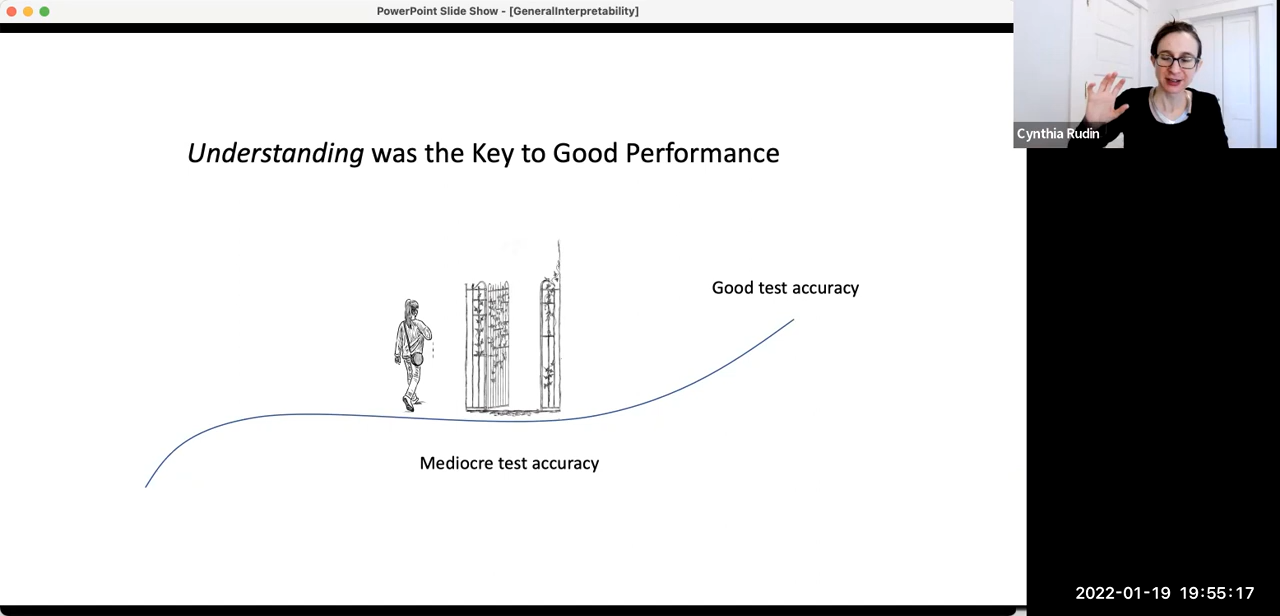 PowerPoint Slide Show - [GeneralInterpretability]
Cynthia Rudin
Understanding was the Key to Good Performance
Good test accuracy
Mediocre test accuracy
2022-01-19 19:55:17